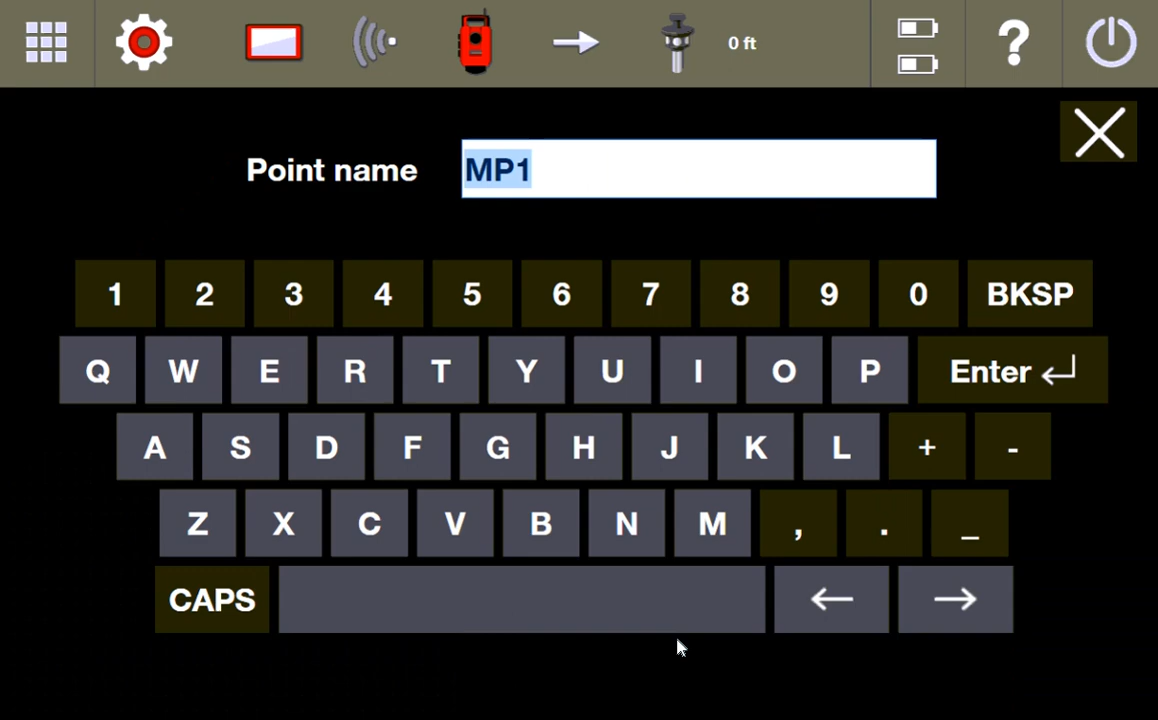 0 ft ?
Point name MP1
1 2 3 4 5 6 7 8 9 0 BKSP
Q W E R T Y U I O P Enter
A S D F G H J K L + -
Z X C V B N M , . _
CAPS ← →